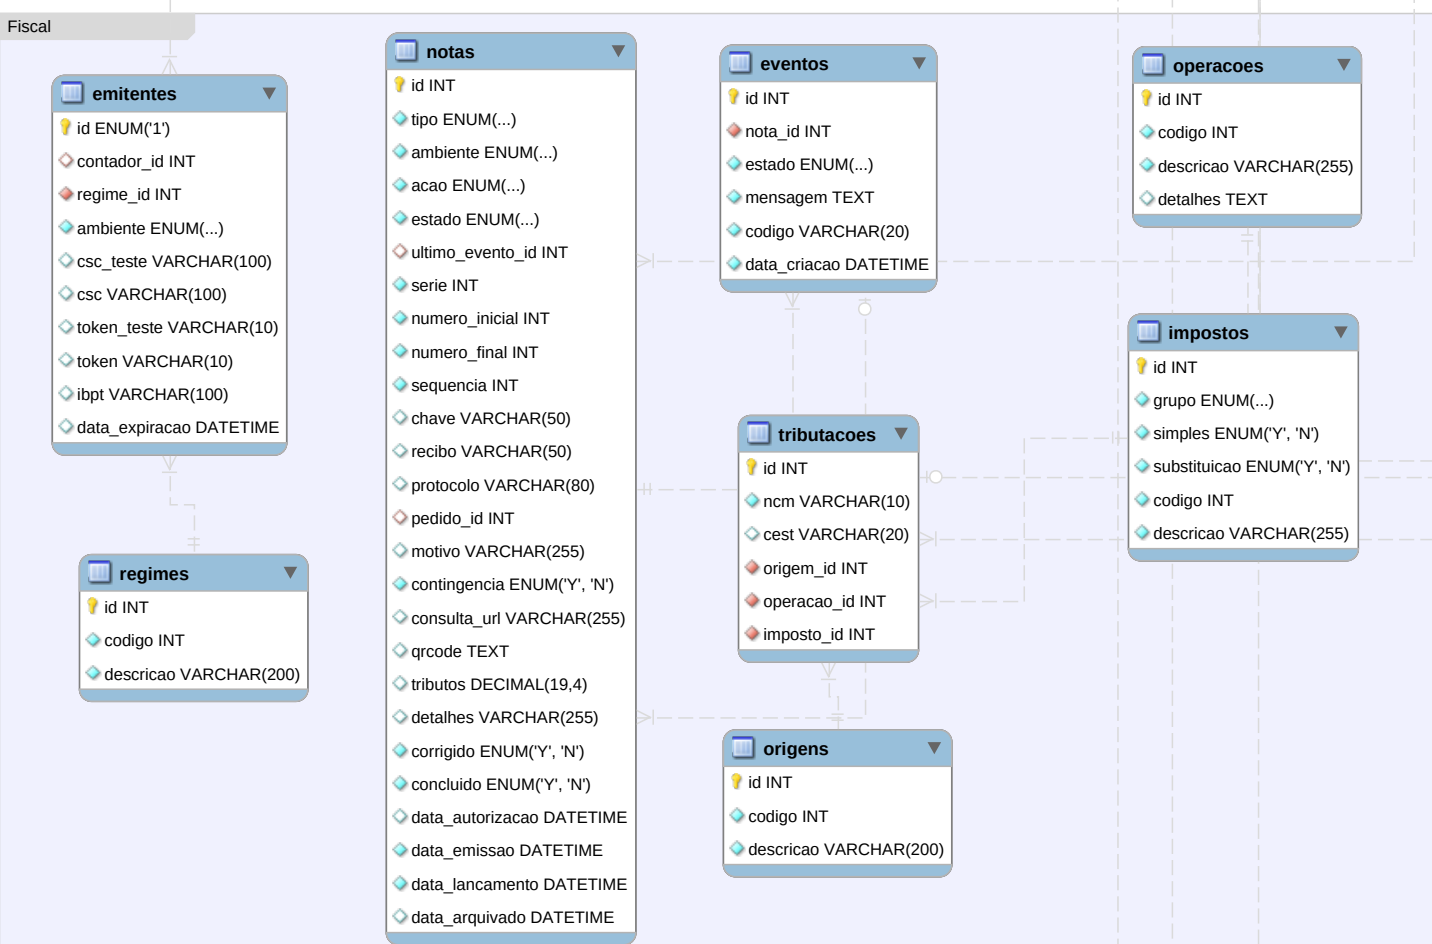 Fiscal
emitentes
id ENUM('1')
contador_id INT
regime_id INT
ambiente ENUM(...)
csc_teste VARCHAR(100)
csc VARCHAR(100)
token_teste VARCHAR(10)
token VARCHAR(10)
ibpt VARCHAR(100)
data_expiracao DATETIME
regimes
id INT
codigo INT
descricao VARCHAR(200)
notas
id INT
tipo ENUM(...)
ambiente ENUM(...)
acao ENUM(...)
estado ENUM(...)
ultimo_evento_id INT
serie INT
numero_inicial INT
numero_final INT
sequencia INT
chave VARCHAR(50)
recibo VARCHAR(50)
protocolo VARCHAR(80)
pedido_id INT
motivo VARCHAR(255)
contingencia ENUM('Y', 'N')
consulta_url VARCHAR(255)
qrcode TEXT
tributos DECIMAL(19,4)
detalhes VARCHAR(255)
corrigido ENUM('Y', 'N')
concluido ENUM('Y', 'N')
data_autorizacao DATETIME
data_emissao DATETIME
data_lancamento DATETIME
data_arquivado DATETIME
eventos
id INT
nota_id INT
estado ENUM(...)
mensagem TEXT
codigo VARCHAR(20)
data_criacao DATETIME
tributacoes
id INT
ncm VARCHAR(10)
cest VARCHAR(20)
origem_id INT
operacao_id INT
imposto_id INT
origens
id INT
codigo INT
descricao VARCHAR(200)
operacoes
id INT
codigo INT
descricao VARCHAR(255)
detalhes TEXT
impostos
id INT
grupo ENUM(...)
simples ENUM('Y', 'N')
substituicao ENUM('Y', 'N')
codigo INT
descricao VARCHAR(255)